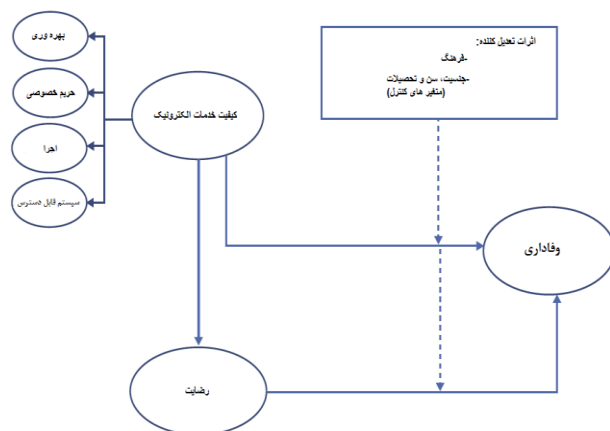 اثرات تعدیل کننده:
-فرهنگ
-جنسیت، سن و تحصیلات
(متغیر های کنترل)
بهره وری
حریم خصوصی
اجرا
سیستم قابل دسترس
کیفیت خدمات الکترونیک
وفاداری
رضایت